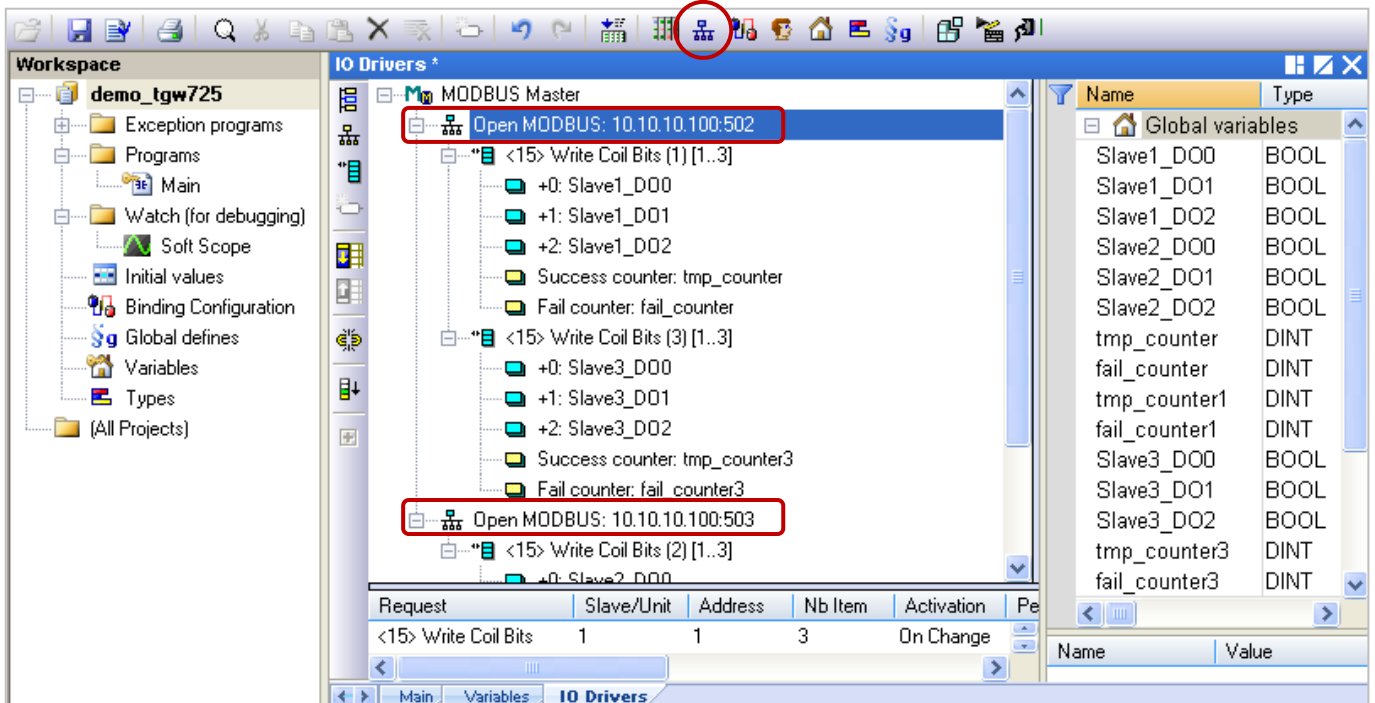 Workspace
demo_tgw725
Exception programs
Programs
Main
Watch (for debugging)
Soft Scope
Initial values
Binding Configuration
Global defines
Variables
Types
(All Projects)
IO Drivers *
MODBUS Master
Open MODBUS: 10.10.10.100:502
<15> Write Coil Bits (1) [1..3]
+0: Slave1_DO0
+1: Slave1_DO1
+2: Slave1_DO2
Success counter: tmp_counter
Fail counter: fail_counter
<15> Write Coil Bits (3) [1..3]
+0: Slave3_DO0
+1: Slave3_DO1
+2: Slave3_DO2
Success counter: tmp_counter3
Fail counter: fail_counter3
Open MODBUS: 10.10.10.100:503
<15> Write Coil Bits (2) [1..3]
+0: Slave2_DO0
Request Slave/Unit Address Nb Item Activation Pe
<15> Write Coil Bits 1 1 3 On Change
Main Variables IO Drivers
Name Type
Global variables
Slave1_DO0 BOOL
Slave1_DO1 BOOL
Slave1_DO2 BOOL
Slave2_DO0 BOOL
Slave2_DO1 BOOL
Slave2_DO2 BOOL
tmp_counter DINT
fail_counter DINT
tmp_counter1 DINT
fail_counter1 DINT
Slave3_DO0 BOOL
Slave3_DO1 BOOL
Slave3_DO2 BOOL
tmp_counter3 DINT
fail_counter3 DINT
Name Value